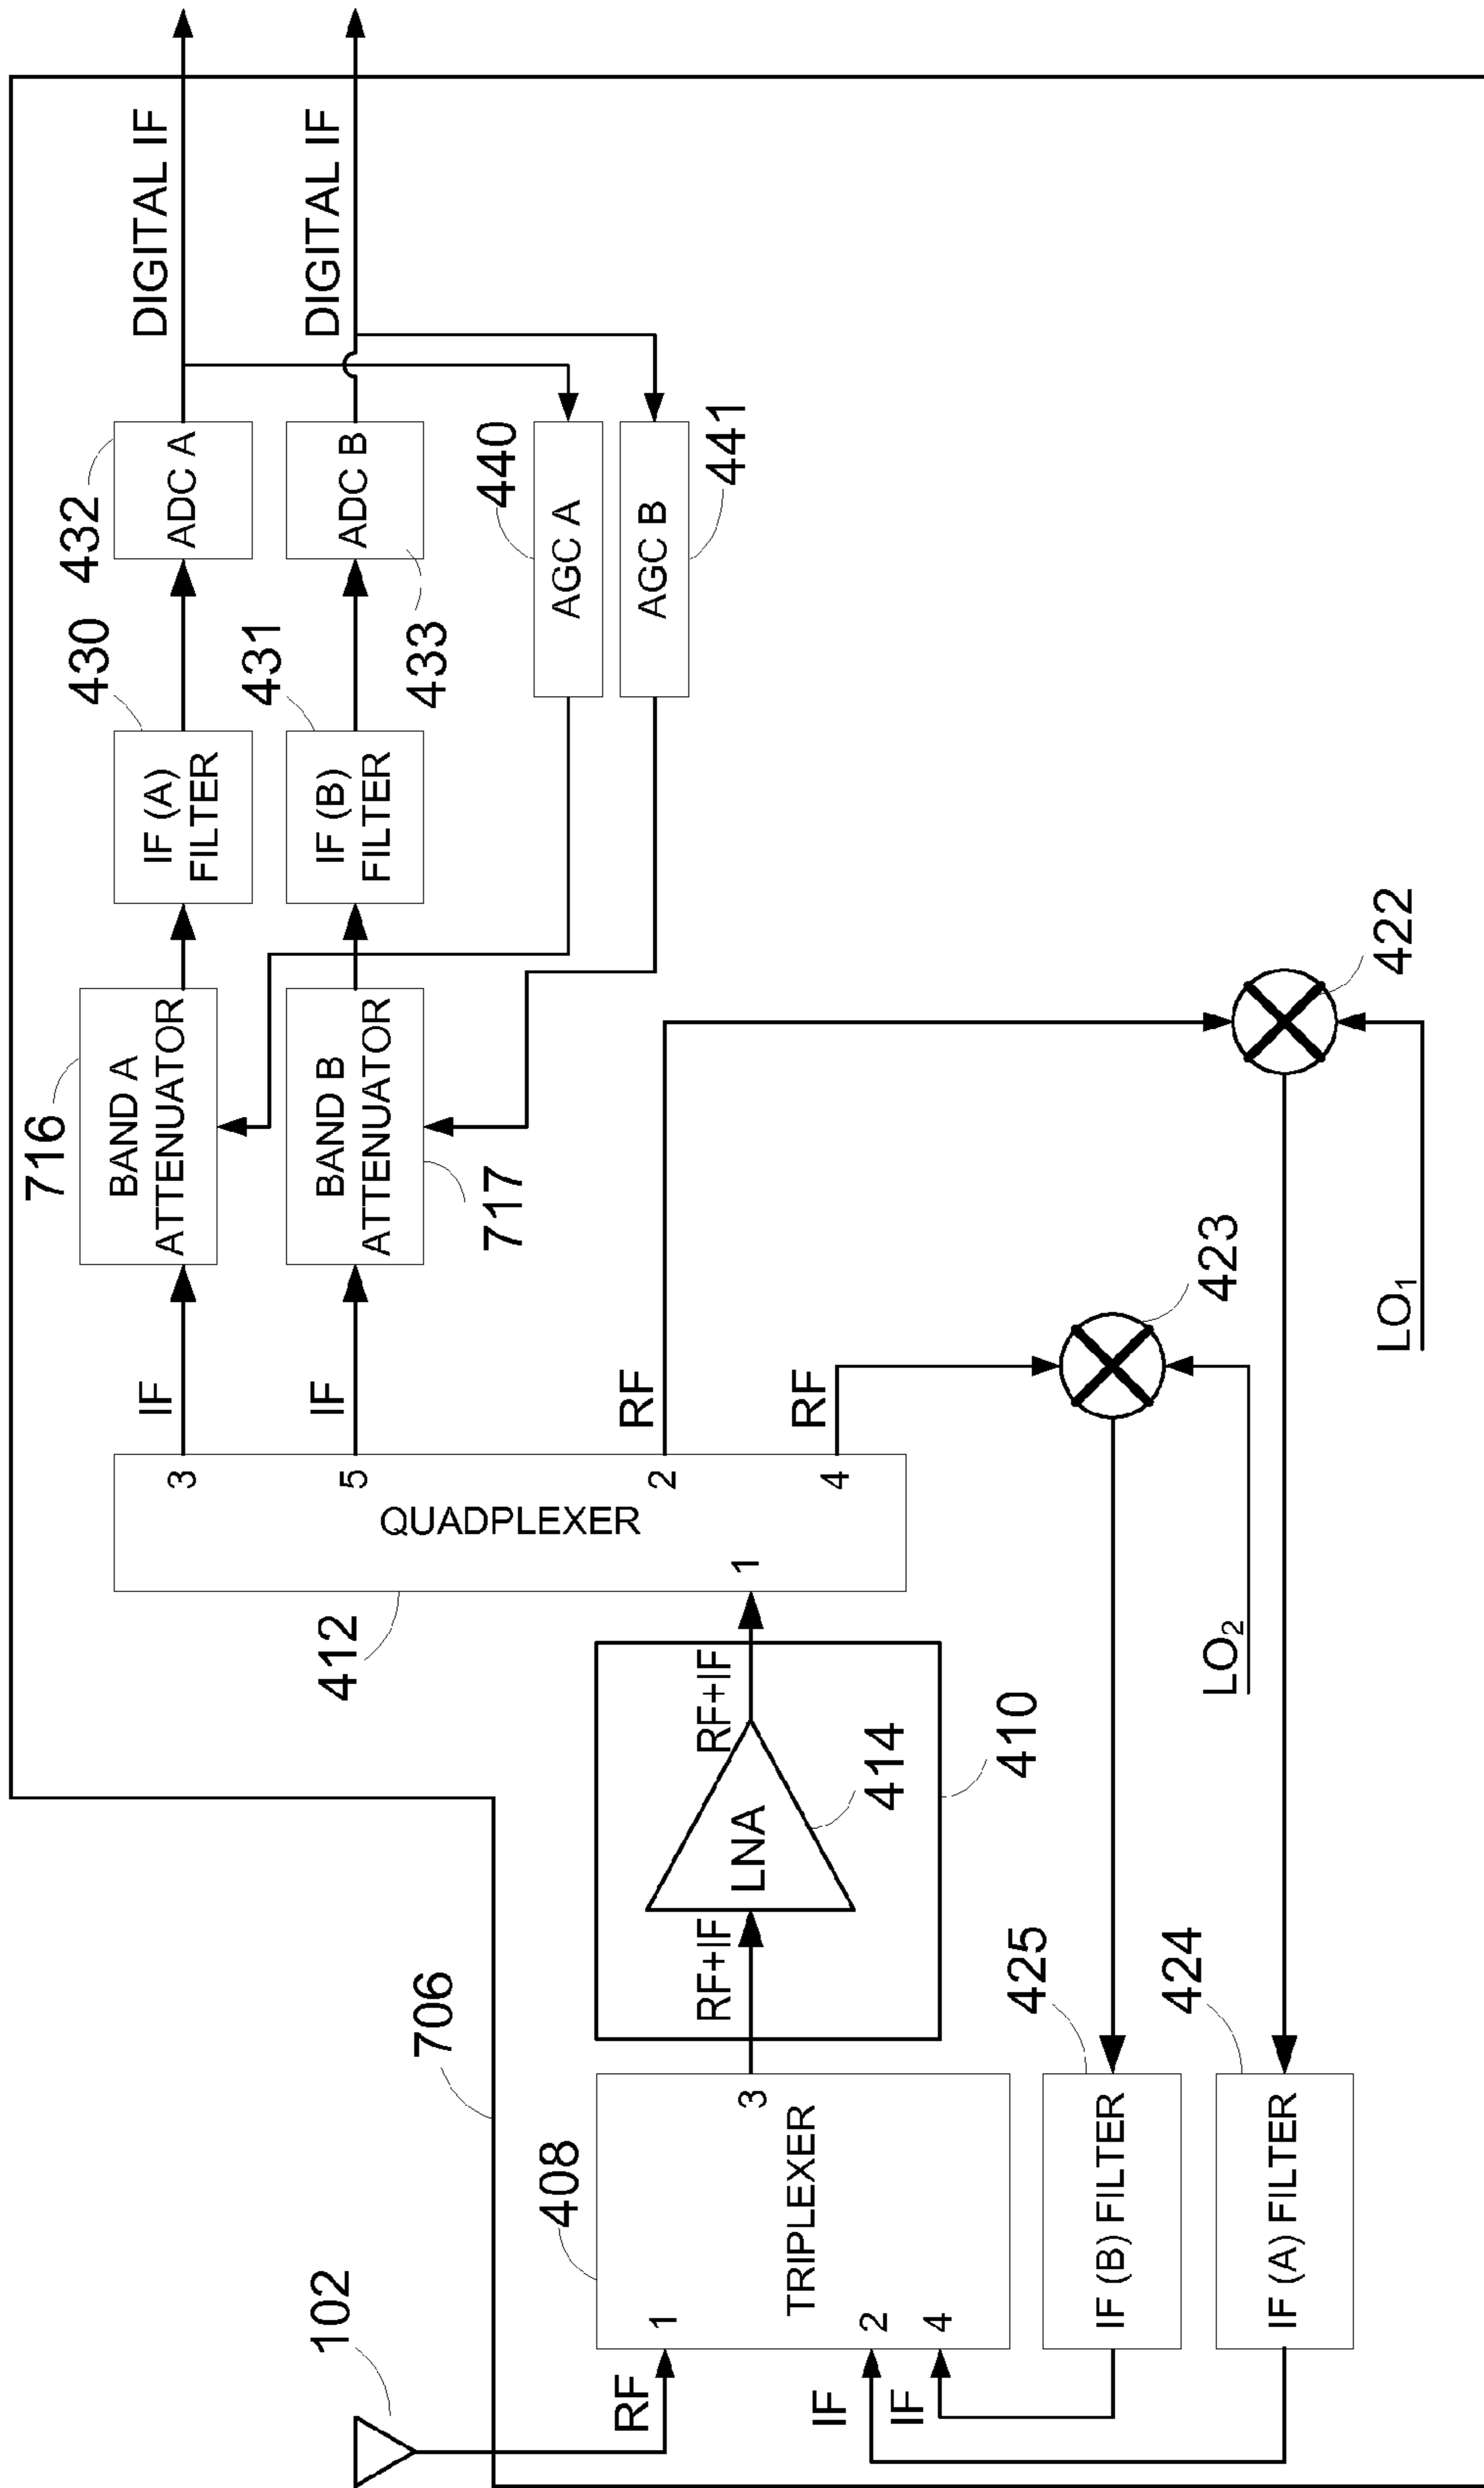 102
RF
706
408
1
TRIPLEXER
3
2
4
IF
IF
RF+IF
LNA
RF+IF
414
410
412
QUADPLEXER
1
3
5
2
4
IF
IF
RF
RF
716
BAND A
ATTENUATOR
BAND B
ATTENUATOR
717
430
IF (A)
FILTER
431
IF (B)
FILTER
432
ADC A
ADC B
433
DIGITAL IF
DIGITAL IF
440
AGC A
AGC B
441
425
IF (B) FILTER
424
IF (A) FILTER
423
LO₂
422
LO₁